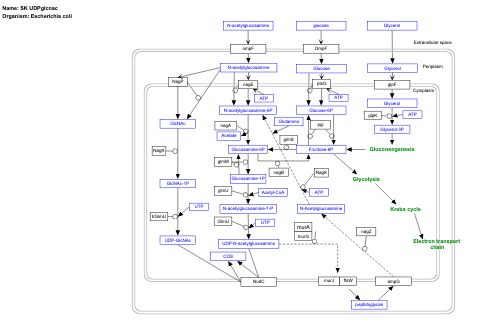 Name: SK UDPglcnac
Organism: Escherichia coli
N-acetylglucosamine
glucose
Glycerol
ampF
OmpF
Extracellular space
N-acetylglucosamine
Glucose
Glycerol
Periplasm
NagF
nagE
ptsG
glpF
Cytoplasm
ATP
ATP
Glycerol
N-acetylglucosamine-6P
Glucose-6P
glpK
ATP
GlcNAc
nagA
Glutamine
pgi
Glycerol-3P
Acetate
glmS
NagK
Glucosamine-6P
Fructose-6P
Gluconeogenesis
glmM
nagB
NagK
Glucosamine-1P
Glycolysis
GlcNAc-1P
glmU
Acetyl-CoA
ATP
UTP
N-acetylglucosamine-1-P
N-Acetylglucosamine
Krebs cycle
GlmU
UTP
murA
murG
nagZ
UDP-GlcNAc
UDP-N-acetylglucosamine
Electron transport
chain
COS
NodC
murJ
ftsW
ampG
peptidoglycan